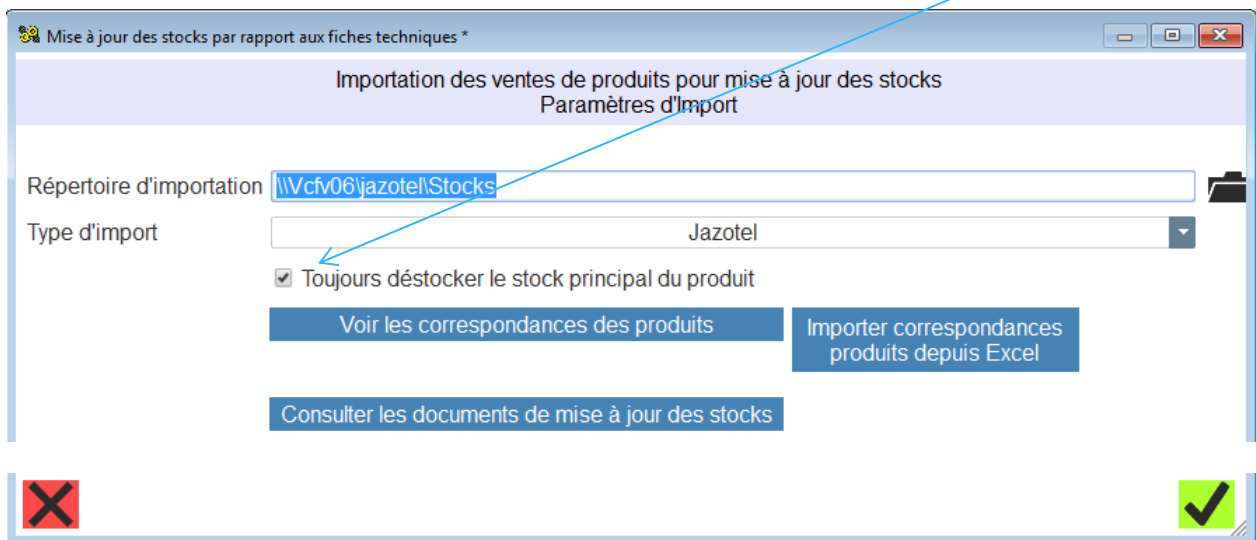 Mise à jour des stocks par rapport aux fiches techniques *
Importation des ventes de produits pour mise à jour des stocks
Paramètres d'Import
Répertoire d'importation \\Vcfv06\jazotel\Stocks
Type d'import Jazotel
Toujours déstocker le stock principal du produit
Voir les correspondances des produits
Importer correspondances
produits depuis Excel
Consulter les documents de mise à jour des stocks